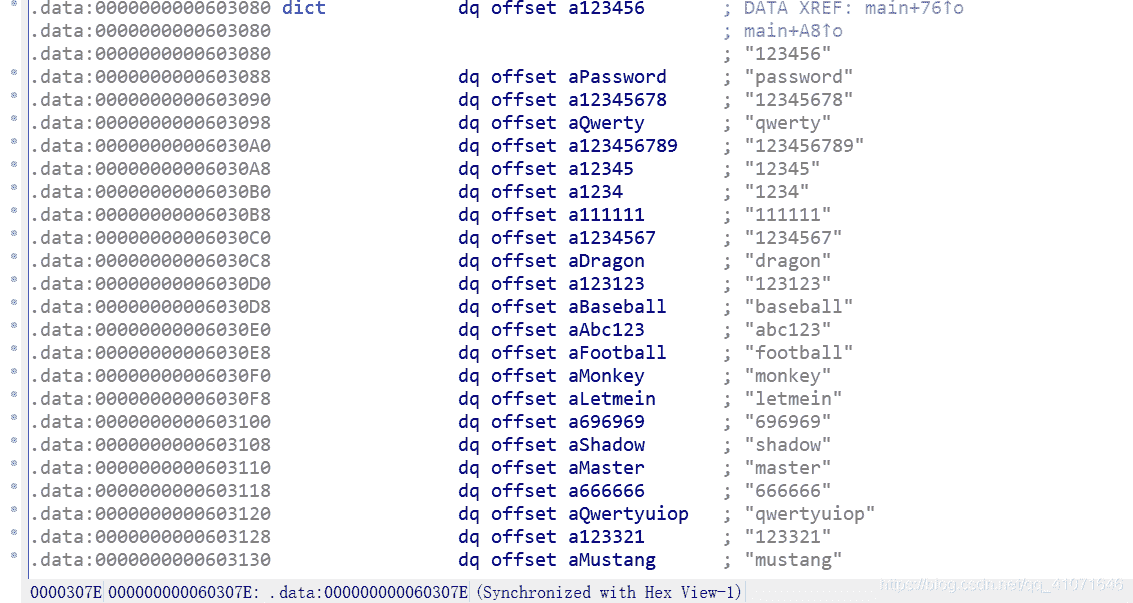 .data:0000000000603080 dict dq offset a123456 ; DATA XREF: main+76↑o
.data:0000000000603080 ; main+A8↑o
.data:0000000000603080 ; "123456"
.data:0000000000603088 dq offset aPassword ; "password"
.data:0000000000603090 dq offset a12345678 ; "12345678"
.data:0000000000603098 dq offset aQwerty ; "qwerty"
.data:00000000006030A0 dq offset a123456789 ; "123456789"
.data:00000000006030A8 dq offset a12345 ; "12345"
.data:00000000006030B0 dq offset a1234 ; "1234"
.data:00000000006030B8 dq offset a111111 ; "111111"
.data:00000000006030C0 dq offset a1234567 ; "1234567"
.data:00000000006030C8 dq offset aDragon ; "dragon"
.data:00000000006030D0 dq offset a123123 ; "123123"
.data:00000000006030D8 dq offset aBaseball ; "baseball"
.data:00000000006030E0 dq offset aAbc123 ; "abc123"
.data:00000000006030E8 dq offset aFootball ; "football"
.data:00000000006030F0 dq offset aMonkey ; "monkey"
.data:00000000006030F8 dq offset aLetmein ; "letmein"
.data:0000000000603100 dq offset a696969 ; "696969"
.data:0000000000603108 dq offset aShadow ; "shadow"
.data:0000000000603110 dq offset aMaster ; "master"
.data:0000000000603118 dq offset a666666 ; "666666"
.data:0000000000603120 dq offset aQwertyuiop ; "qwertyuiop"
.data:0000000000603128 dq offset a123321 ; "123321"
.data:0000000000603130 dq offset aMustang ; "mustang"
0000307E 000000000060307E: .data:000000000060307E (Synchronized with Hex View-1)
https://blog.csdn.net/qq_41071646